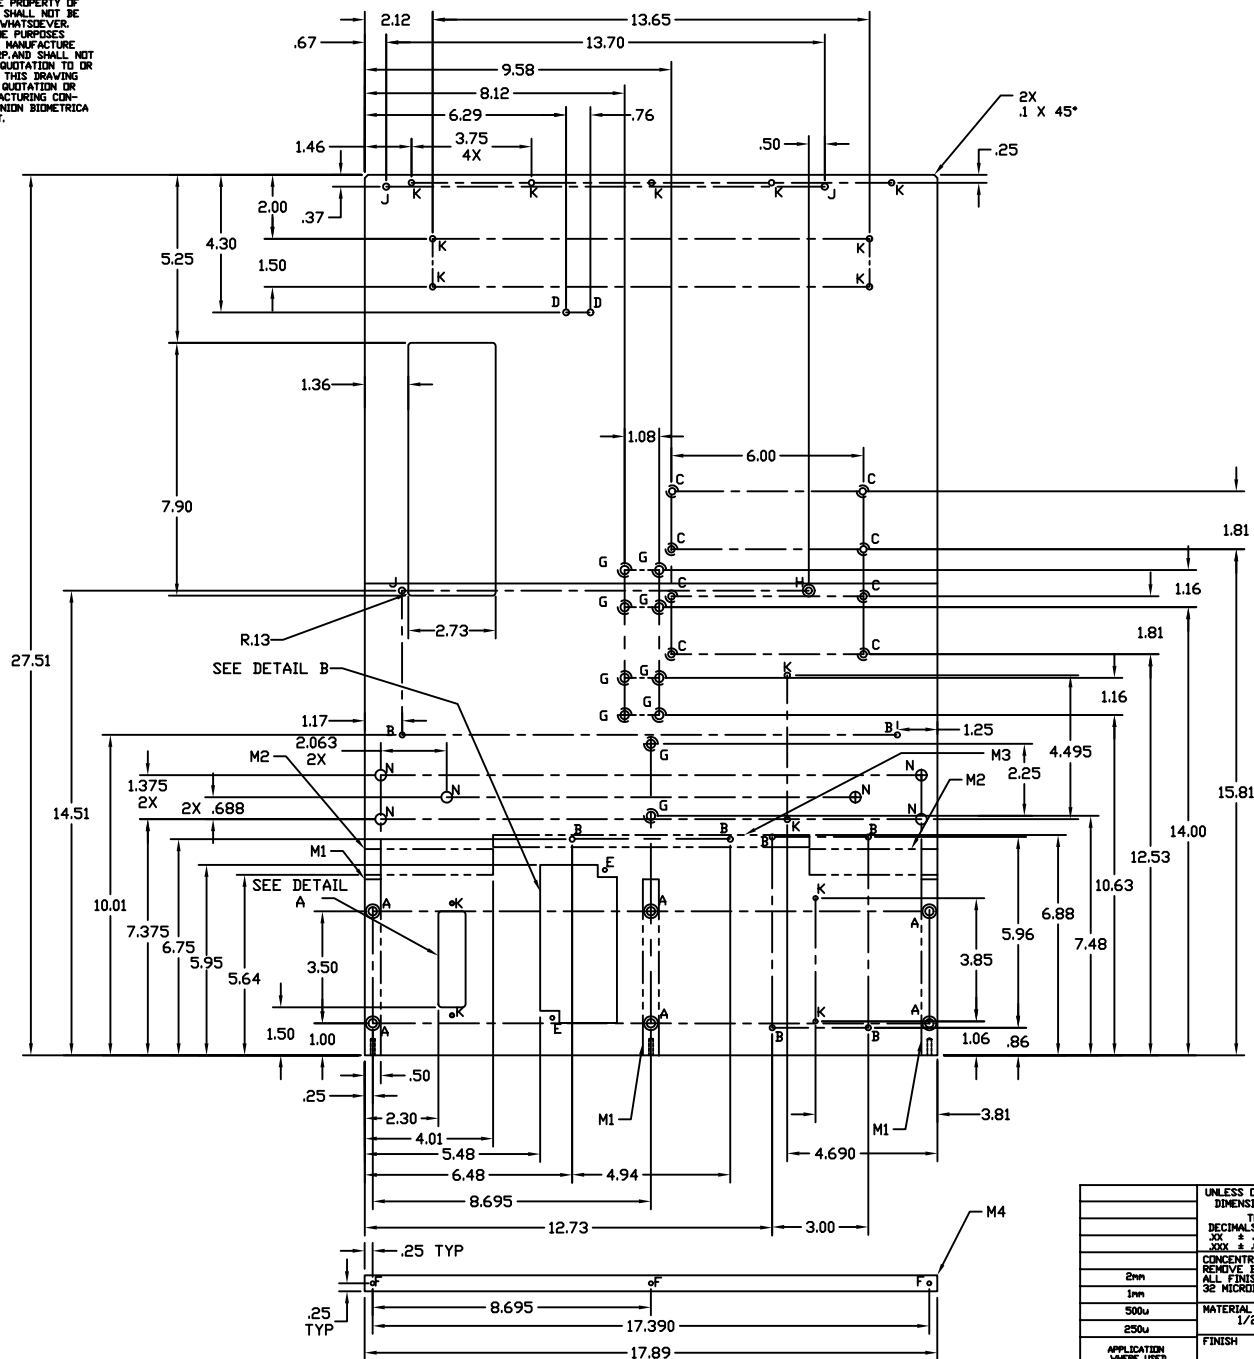 E PROPERTY OF
SHALL NOT BE
WHATSOEVER.
E PURPOSES
MANUFACTURE
RP.AND SHALL NOT
QUOTATION TO OR
THIS DRAWING
QUOTATION OR
ACTURING CON-
NION BIOMETRICA
T.
2.12
13.65
.67
13.70
9.58
8.12
6.29
.76
2X
.1 X 45°
1.46
3.75
4X
.50
.25
K
K
K
K
K
J
J
.37
2.00
4.30
5.25
1.50
K
K
K
K
D
D
1.36
1.08
6.00
7.90
C
C
1.81
C
C
G
G
J
H
C
C
1.16
G
G
R.13
2.73
1.81
27.51
SEE DETAIL B
C
C
K
G
G
1.16
G
G
1.17
B
B
1.25
2.063
2X
M2
4.495
M3
G
2.25
N
N
M2
1.375
2X
2X .688
N
N
15.81
14.51
N
G
N
14.00
K
B
B
B
B
12.53
M1
E
10.63
SEE DETAIL
A
K
K
10.01
A
A
A
6.88
7.375
6.75
5.95
5.64
3.50
5.96
7.48
3.85
K
K
A
1.50
1.00
A
A
E
B
B
1.06
.86
.50
.25
2.30
M1
M1
3.81
4.01
5.48
4.690
6.48
4.94
8.695
12.73
3.00
M4
.25 TYP
F
F
F
.25
TYP
8.695
17.390
17.89
UNLESS
DIMENS
DECIMALS
.XX ±
.XXX ±
CONCENTR
REMOVE
ALL FINIS
2mm
1mm
500u
250u
MATERIAL
1/2
FINISH
APPLICATION
WHERE USED